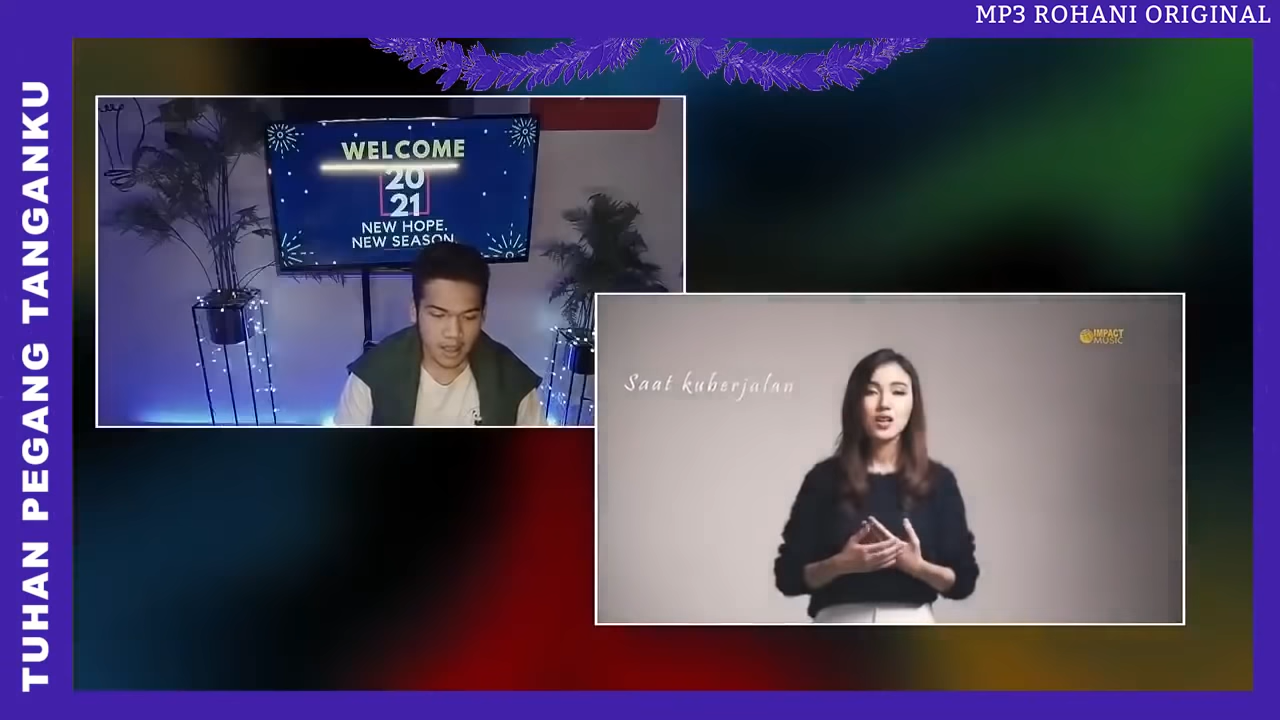 MP3 ROHANI ORIGINAL
TUHAN PEGANG TANGANKU
WELCOME
20
21
NEW HOPE.
NEW SEASON.
Saat kuberjalan
IMPACT
MUSIC